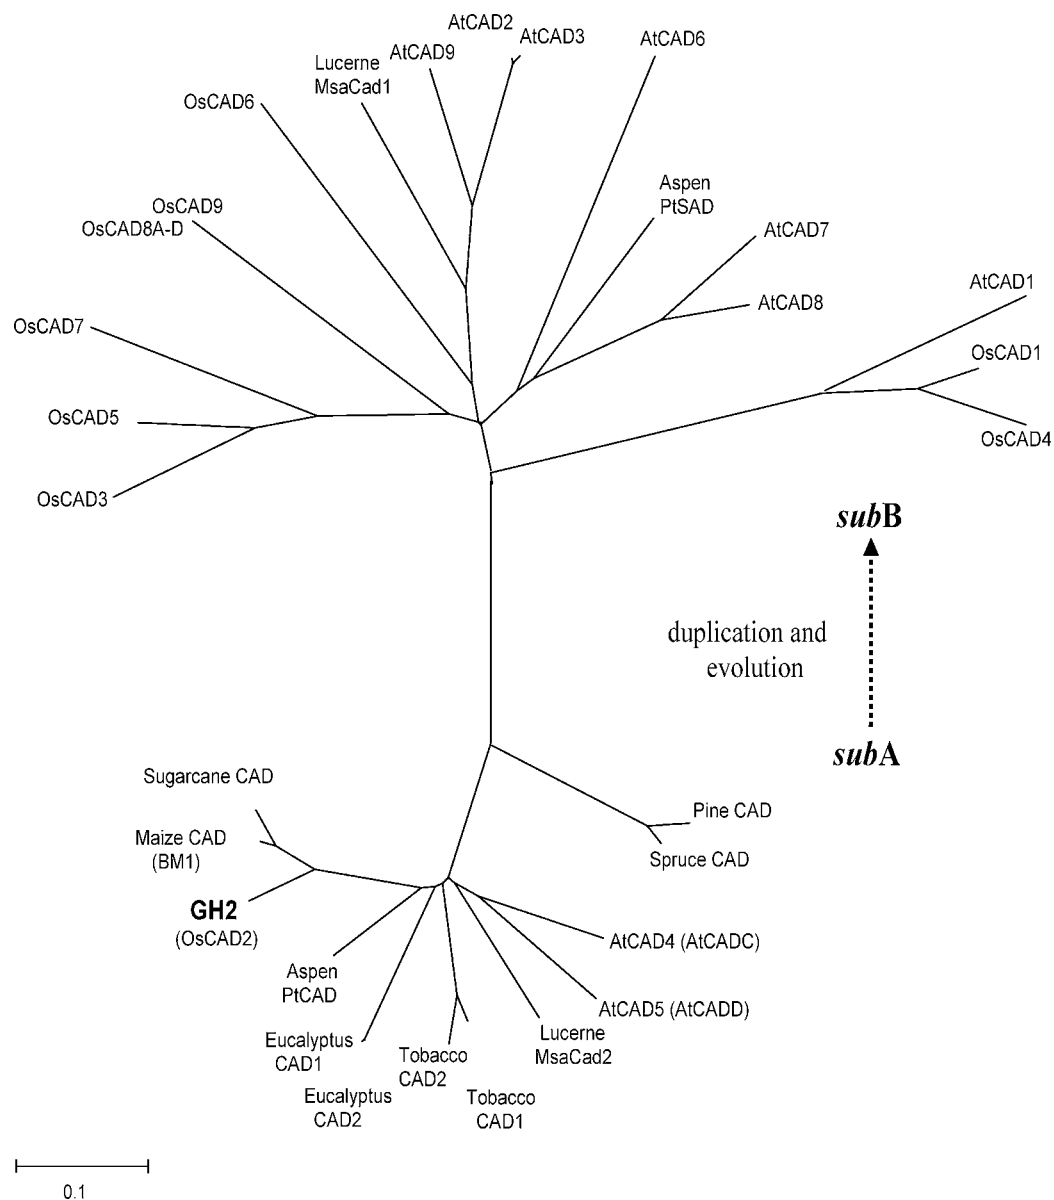 AtCAD2
AtCAD3
AtCAD6
AtCAD9
Lucerne
MsaCad1
OsCAD6
Aspen
PtSAD
OsCAD9
OsCAD8A-D
AtCAD7
AtCAD1
AtCAD8
OsCAD7
OsCAD1
OsCAD5
OsCAD4
OsCAD3
subB
duplication and
evolution
subA
Sugarcane CAD
Pine CAD
Maize CAD
(BM1)
Spruce CAD
GH2
(OsCAD2)
AtCAD4 (AtCADC)
Aspen
PtCAD
AtCAD5 (AtCADD)
Lucerne
MsaCad2
Eucalyptus
CAD1
Tobacco
CAD2
Eucalyptus
CAD2
Tobacco
CAD1
0.1